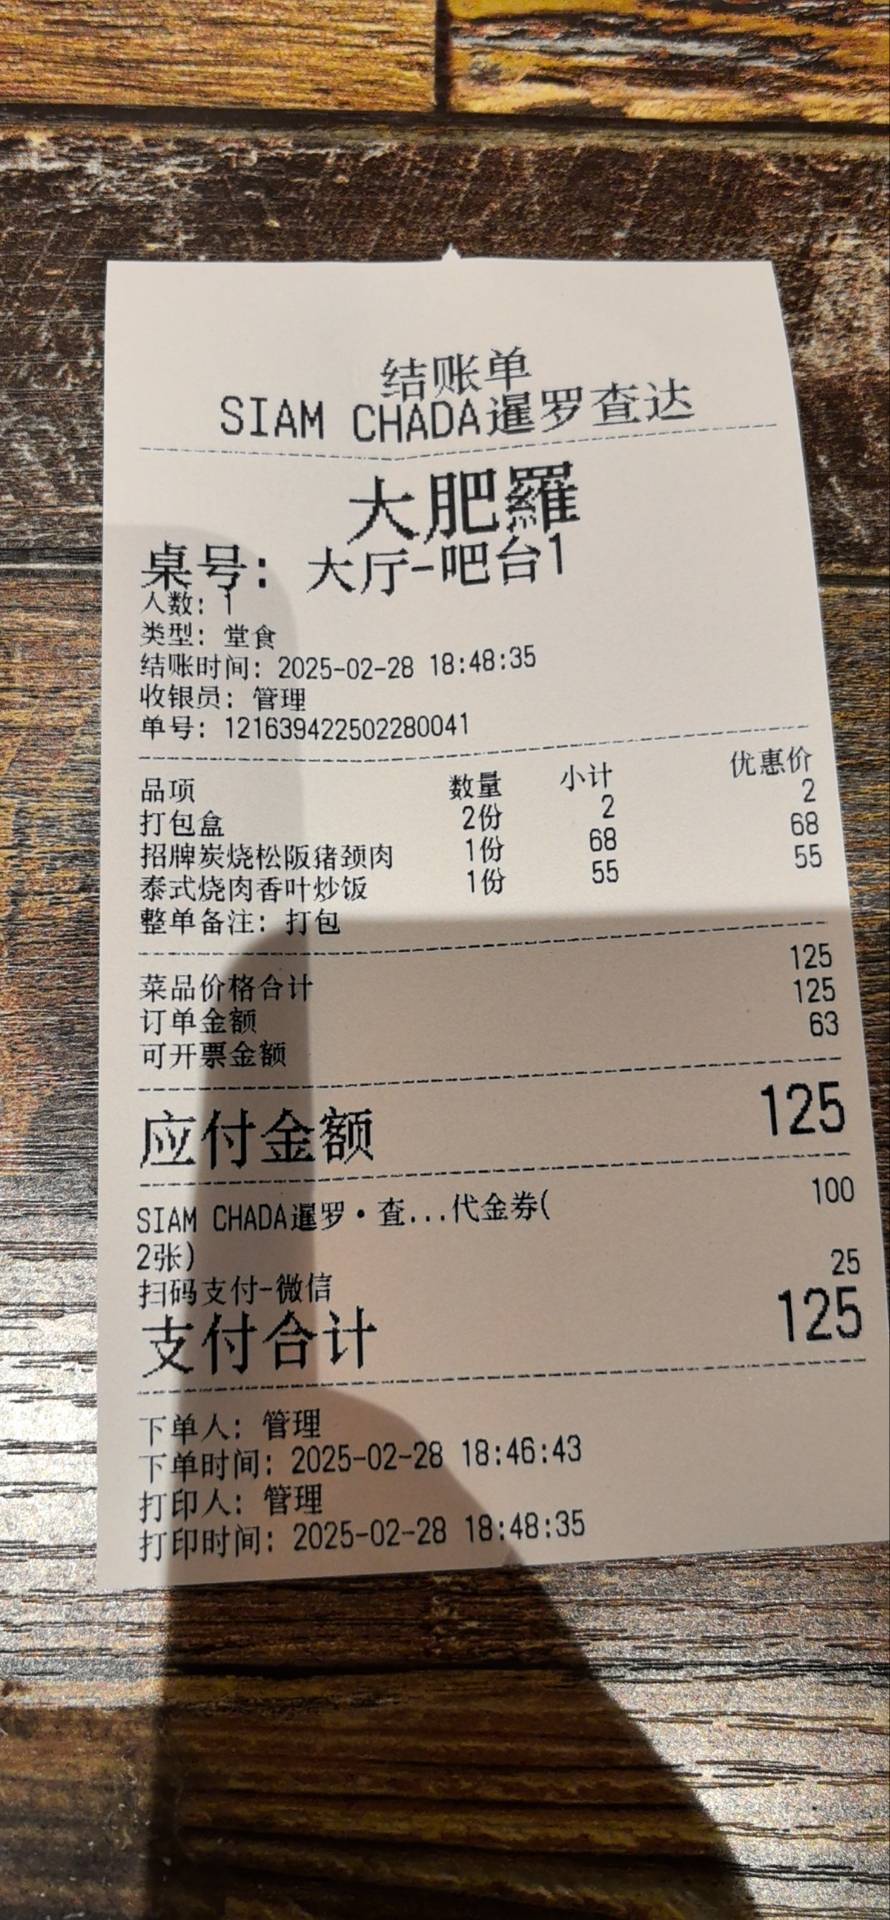 结账单
SIAM CHADA暹罗查达
大肥羅
桌号: 大厅-吧台1
人数: 1
类型: 堂食
结账时间: 2025-02-28 18:48:35
收银员: 管理
单号: 121639422502280041
品项 数量 小计 优惠价
打包盒 2份 2 2
招牌炭烧松阪猪颈肉 1份 68 68
泰式烧肉香叶炒饭 1份 55 55
整单备注: 打包
菜品价格合计 125
订单金额 125
可开票金额 63
应付金额 125
SIAM CHADA暹罗·查...代金券( 100
2张)
扫码支付-微信 25
支付合计 125
下单人: 管理
下单时间: 2025-02-28 18:46:43
打印人: 管理
打印时间: 2025-02-28 18:48:35